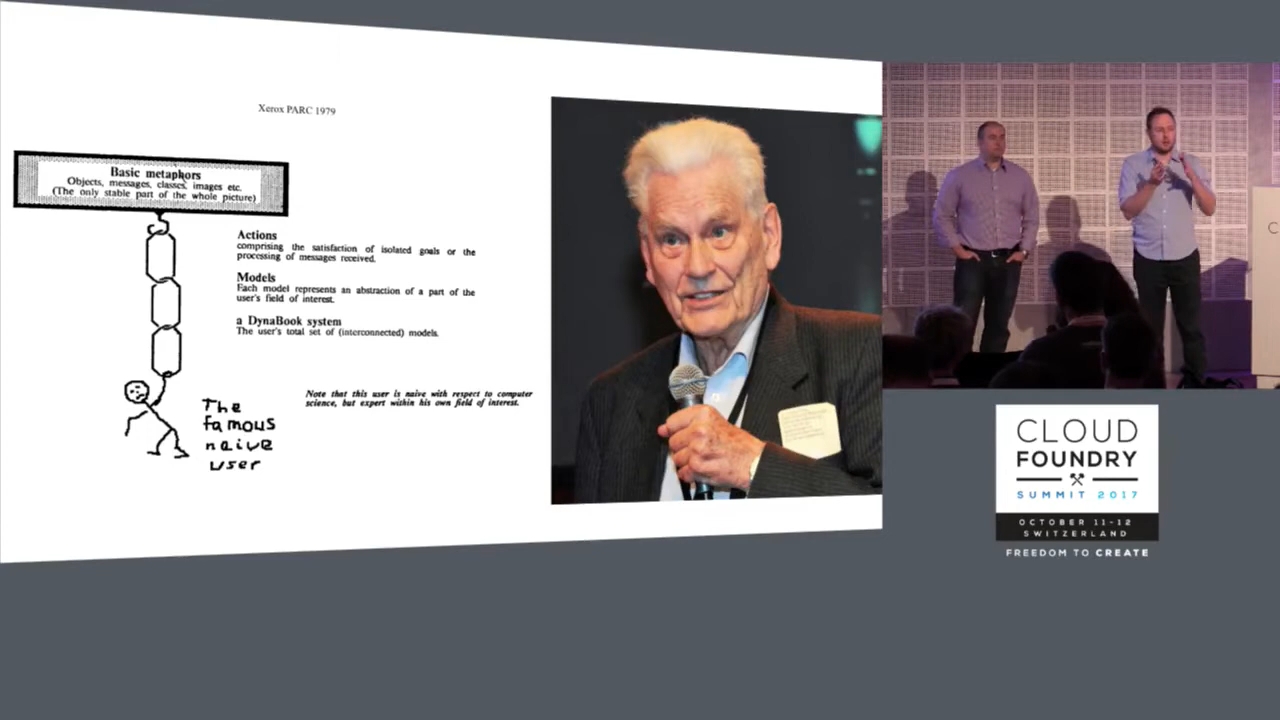 Xerox PARC 1979
Basic metaphors
Objects, messages, classes, images etc.
(The only stable part of the whole picture)
Actions
comprising the satisfaction of isolated goals or the
processing of messages received.
Models
Each model represents an abstraction of a part of the
user's field of interest.
a DynaBook system
The user's total set of (interconnected) models.
Note that this user is naive with respect to computer
science, but expert within his own field of interest.
The
famous
naive
user
C
CLOUD
FOUNDRY
SUMMIT 2017
OCTOBER 11-12
SWITZERLAND
FREEDOM TO CREATE